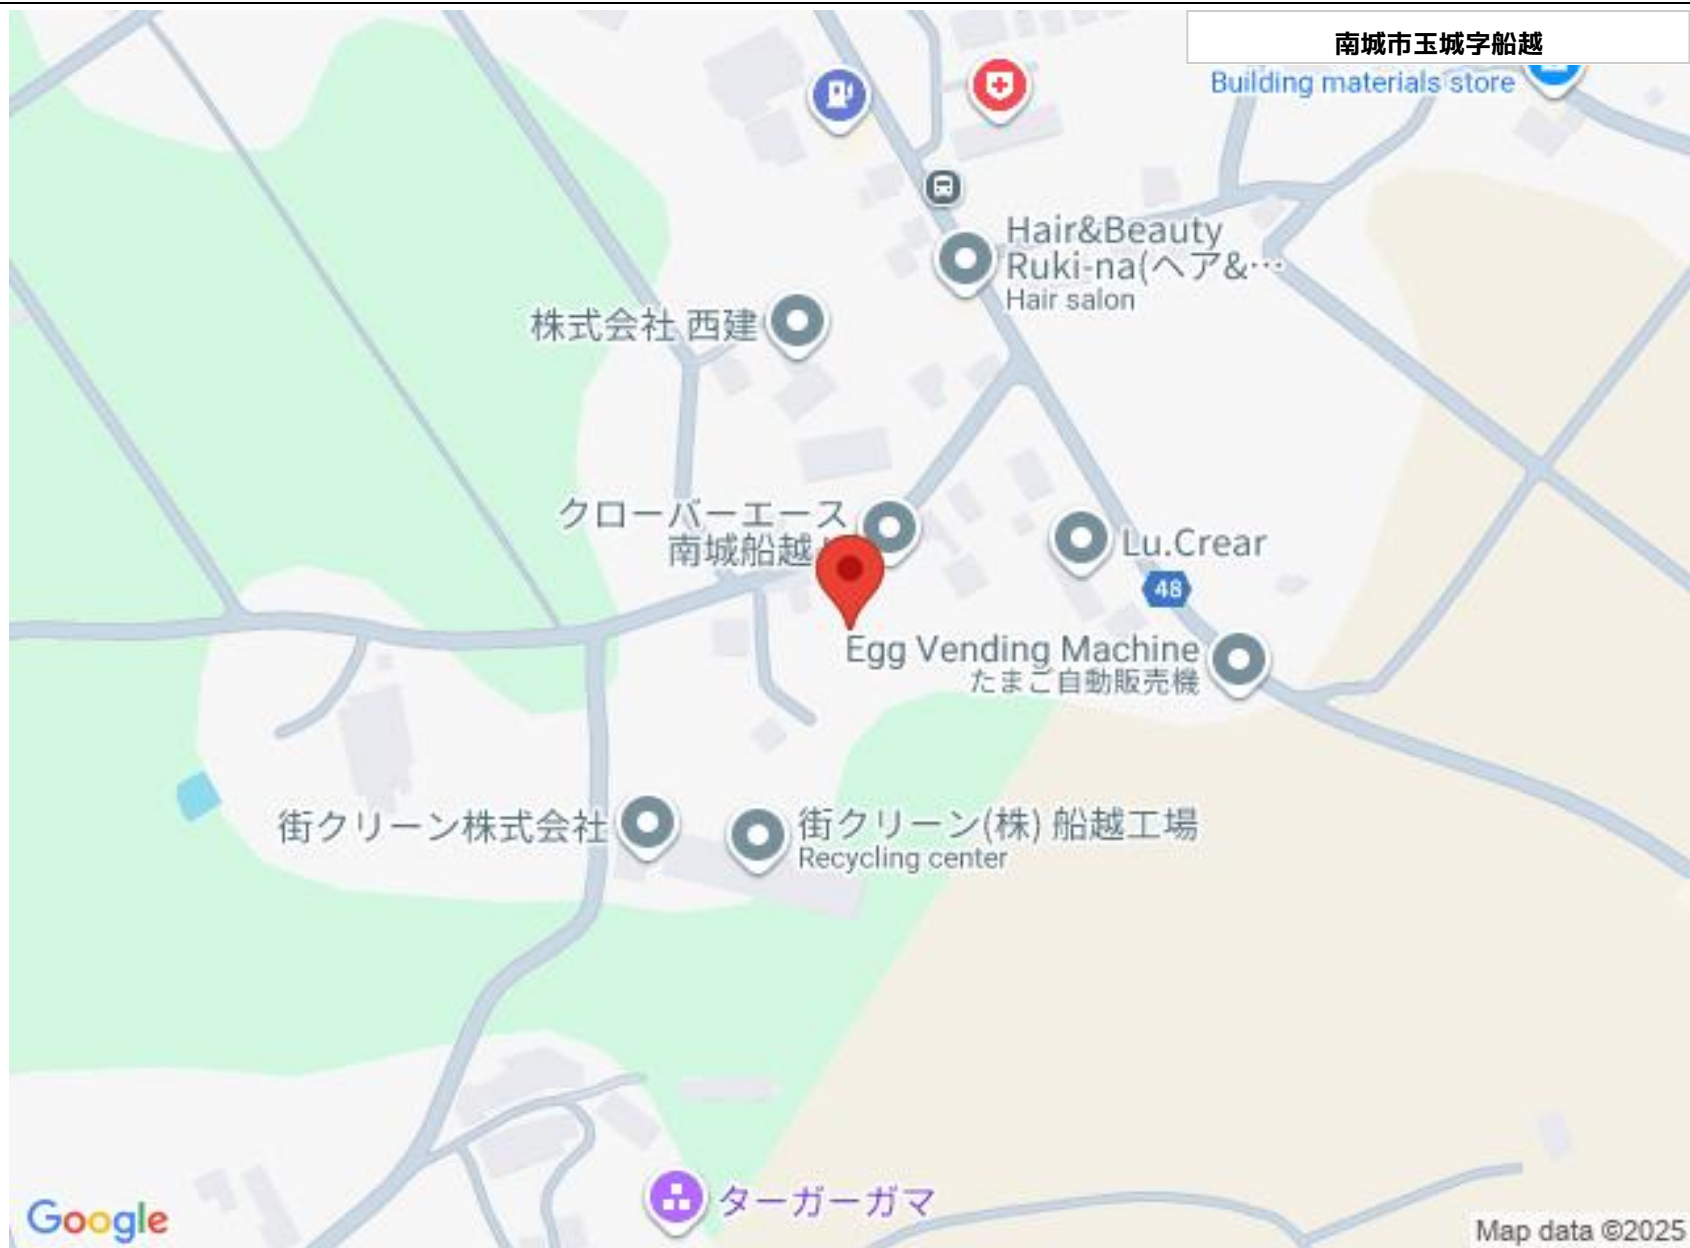 南城市玉城字船越
Building materials store
Hair&Beauty
Ruki-na(ヘア&…
Hair salon
株式会社 西建
クローバーエース
南城船越
Lu.Crear
48
Egg Vending Machine
たまご自動販売機
街クリーン株式会社
街クリーン(株) 船越工場
Recycling center
ターガーガマ
Google
Map data ©2025